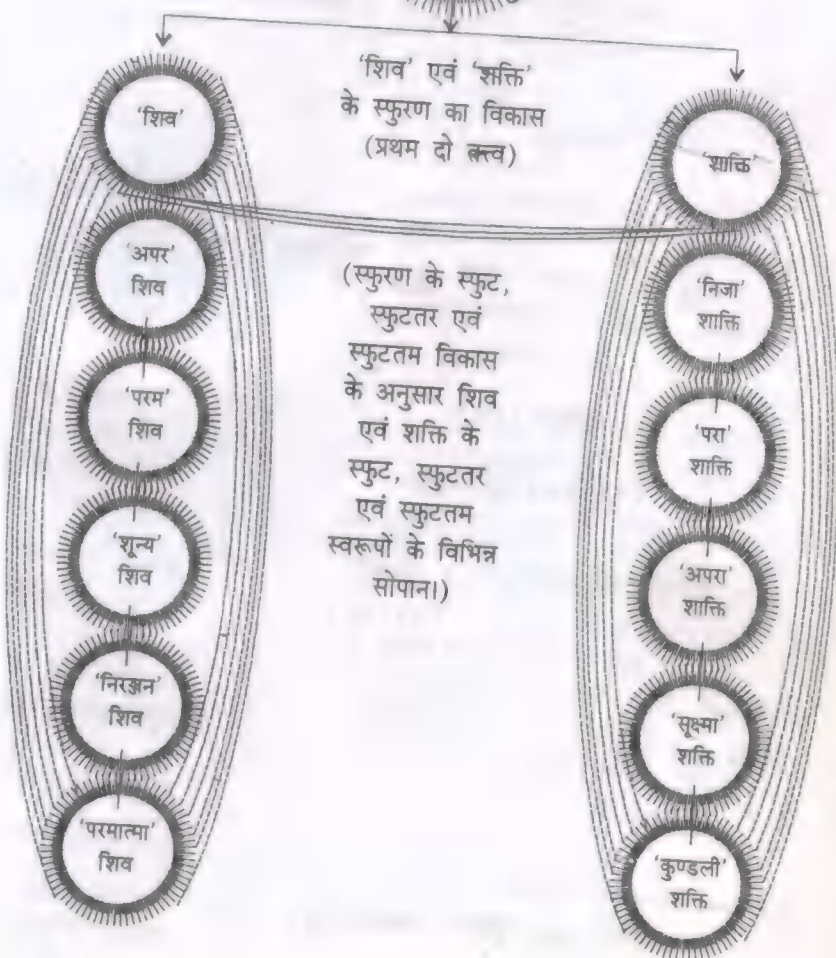 'शिव' एवं 'शक्ति'
के स्फुरण का विकास
(प्रथम दो तत्त्व)
'शिव'
'अपर'
शिव
'परम'
शिव
'शून्य'
शिव
'निरञ्जन'
शिव
'परमात्मा'
शिव
(स्फुरण के स्फुट,
स्फुटतर एवं
स्फुटतम विकास
के अनुसार शिव
एवं शक्ति के
स्फुट, स्फुटतर
एवं स्फुटतम
स्वरूपों के विभिन्न
सोपान।)
'शक्ति'
'निजा'
शक्ति
'परा'
शक्ति
'अपरा'
शक्ति
'सूक्ष्मा'
शक्ति
'कुण्डली'
शक्ति